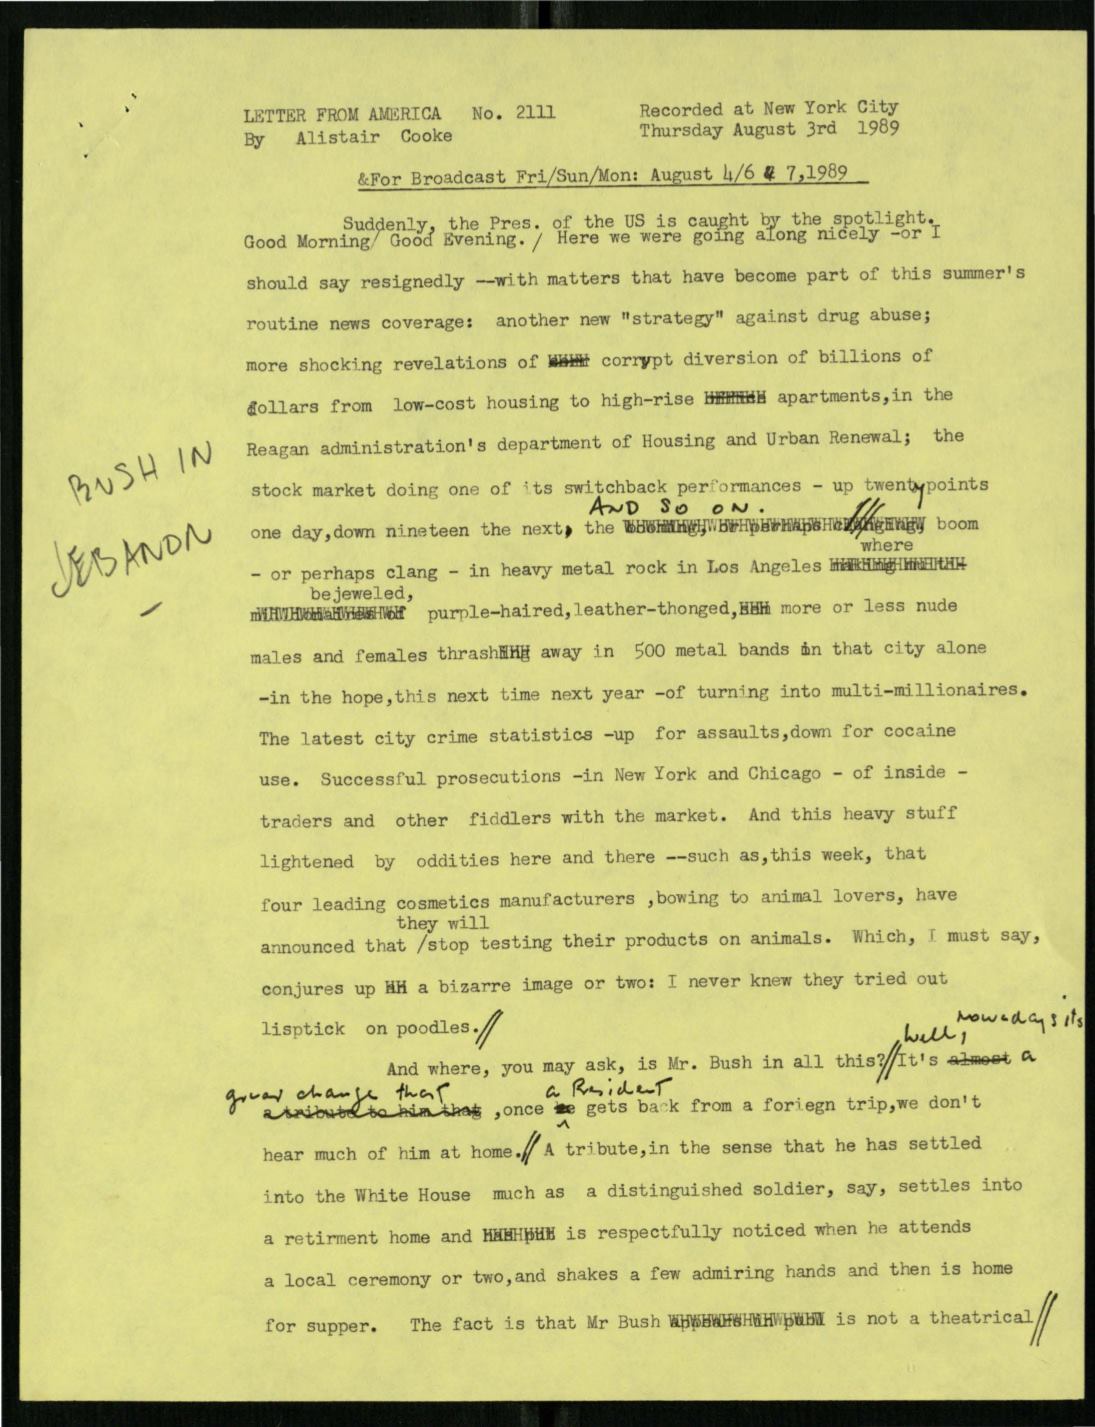 LETTER FROM AMERICA No. 2111 Recorded at New York City
By Alistair Cooke Thursday August 3rd 1989
&For Broadcast Fri/Sun/Mon: August 4/6 & 7,1989
Suddenly, the Pres. of the US is caught by the spotlight.
Good Morning/ Good Evening. / Here we were going along nicely -or I
should say resignedly --with matters that have become part of this summer's
routine news coverage: another new "strategy" against drug abuse;
more shocking revelations of corrypt diversion of billions of
dollars from low-cost housing to high-rise apartments,in the
Reagan administration's department of Housing and Urban Renewal; the
BUSH IN
LEBANON
—
stock market doing one of its switchback performances - up twenty points
AND SO ON.
one day,down nineteen the next, the booming, or perhaps clanging, boom
where
- or perhaps clang - in heavy metal rock in Los Angeles
bejeweled,
purple-haired,leather-thonged, more or less nude
males and females thrash away in 500 metal bands in that city alone
-in the hope,this next time next year -of turning into multi-millionaires.
The latest city crime statistics -up for assaults,down for cocaine
use. Successful prosecutions -in New York and Chicago - of inside -
traders and other fiddlers with the market. And this heavy stuff
lightened by oddities here and there --such as,this week, that
four leading cosmetics manufacturers ,bowing to animal lovers, have
they will
announced that /stop testing their products on animals. Which, I must say,
conjures up a bizarre image or two: I never knew they tried out
lisptick on poodles.//
Well, nowadays its
And where, you may ask, is Mr. Bush in all this?//It's almost a
great change that a President
a tribute to him that ,once he gets back from a foriegn trip,we don't
hear much of him at home.// A tribute,in the sense that he has settled
into the White House much as a distinguished soldier, say, settles into
a retirment home and is respectfully noticed when he attends
a local ceremony or two,and shakes a few admiring hands and then is home
for supper. The fact is that Mr Bush is not a theatrical//